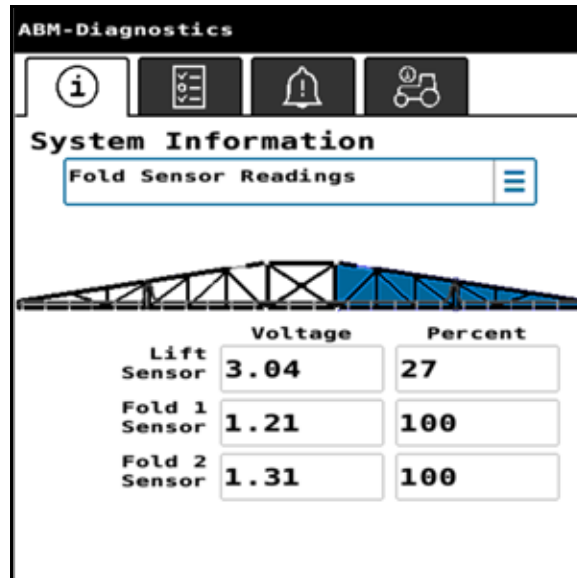 ABM-Diagnostics
System Information
Fold Sensor Readings
Voltage Percent
Lift
Sensor 3.04 27
Fold 1
Sensor 1.21 100
Fold 2
Sensor 1.31 100